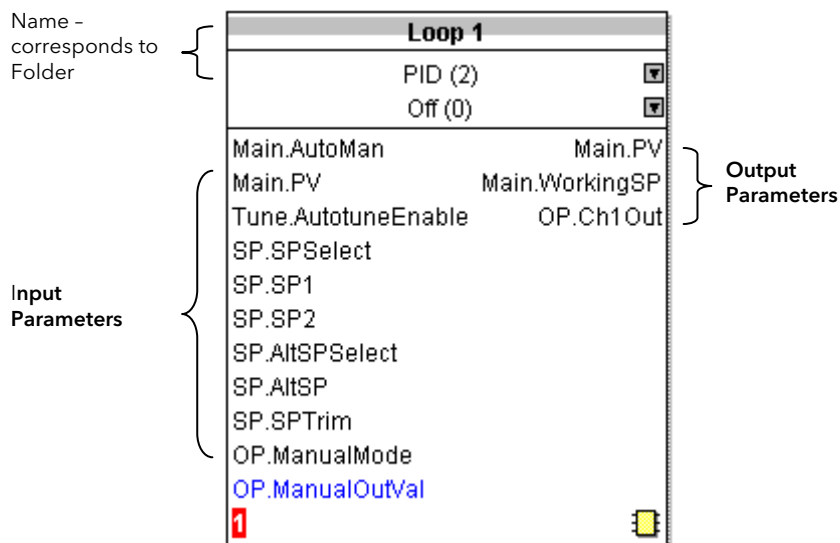 Name –
corresponds to
Folder
Loop 1
PID (2)
Off (0)
Main.AutoMan Main.PV
Main.PV Main.WorkingSP
Tune.AutotuneEnable OP.Ch1Out
SP.SPSelect
SP.SP1
SP.SP2
SP.AltSPSelect
SP.AltSP
SP.SPTrim
OP.ManualMode
OP.ManualOutVal
1
Output
Parameters
Input
Parameters